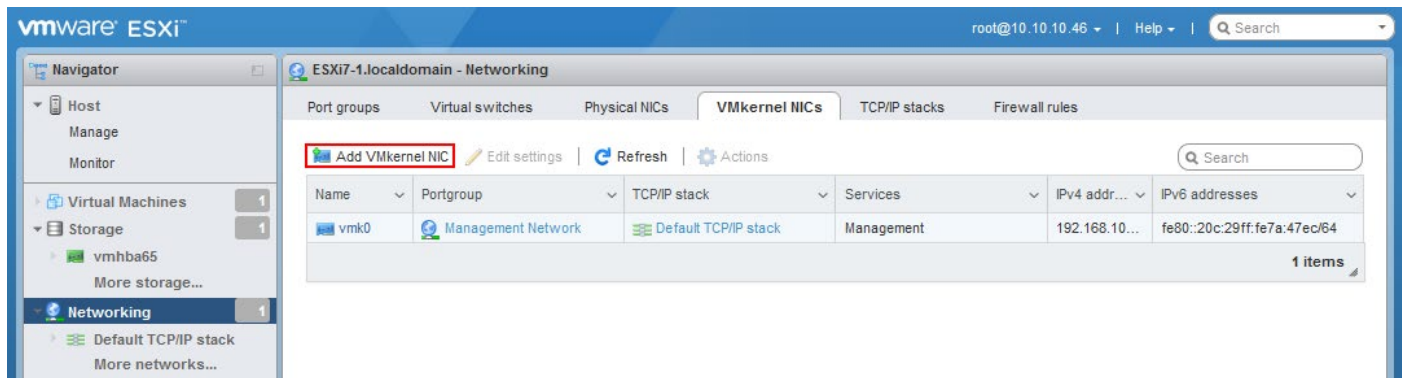 vmware ESXi™
root@10.10.10.46 | Help | Search
Navigator
Host
Manage
Monitor
Virtual Machines 1
Storage 1
vmhba65
More storage...
Networking 1
Default TCP/IP stack
More networks...
ESXi7-1.localdomain - Networking
Port groups Virtual switches Physical NICs VMkernel NICs TCP/IP stacks Firewall rules
Add VMkernel NIC Edit settings | Refresh | Actions Search
Name Portgroup TCP/IP stack Services IPv4 addr... IPv6 addresses
vmk0 Management Network Default TCP/IP stack Management 192.168.10... fe80::20c:29ff:fe7a:47ec/64
1 items